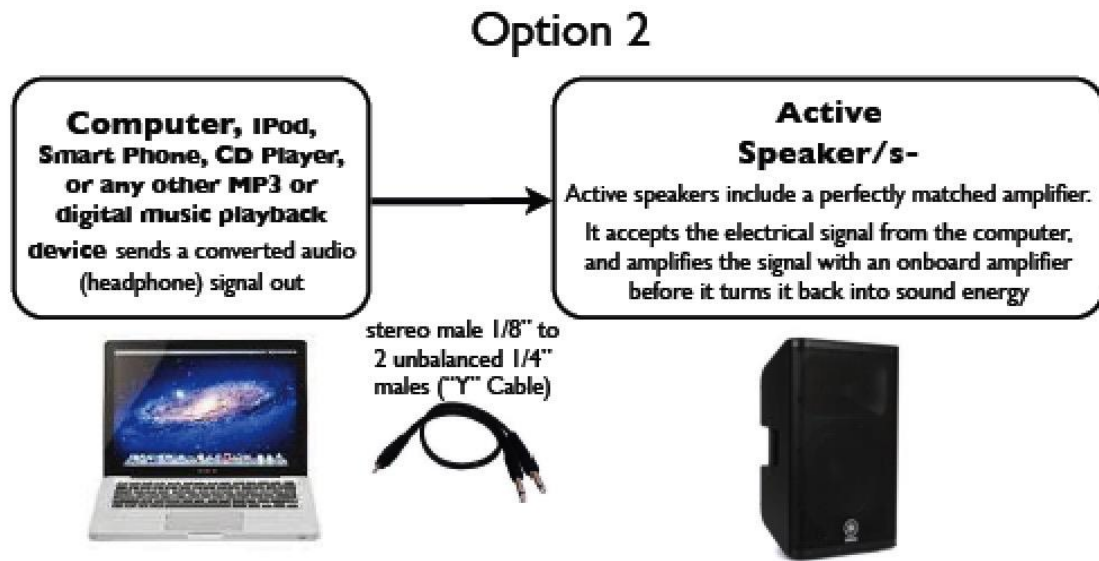 Option 2
Computer, IPod,
Smart Phone, CD Player,
or any other MP3 or
digital music playback
device sends a converted audio
(headphone) signal out
Active
Speaker/s-
Active speakers include a perfectly matched amplifier.
It accepts the electrical signal from the computer,
and amplifies the signal with an onboard amplifier
before it turns it back into sound energy
stereo male 1/8" to
2 unbalanced 1/4"
males ("Y" Cable)